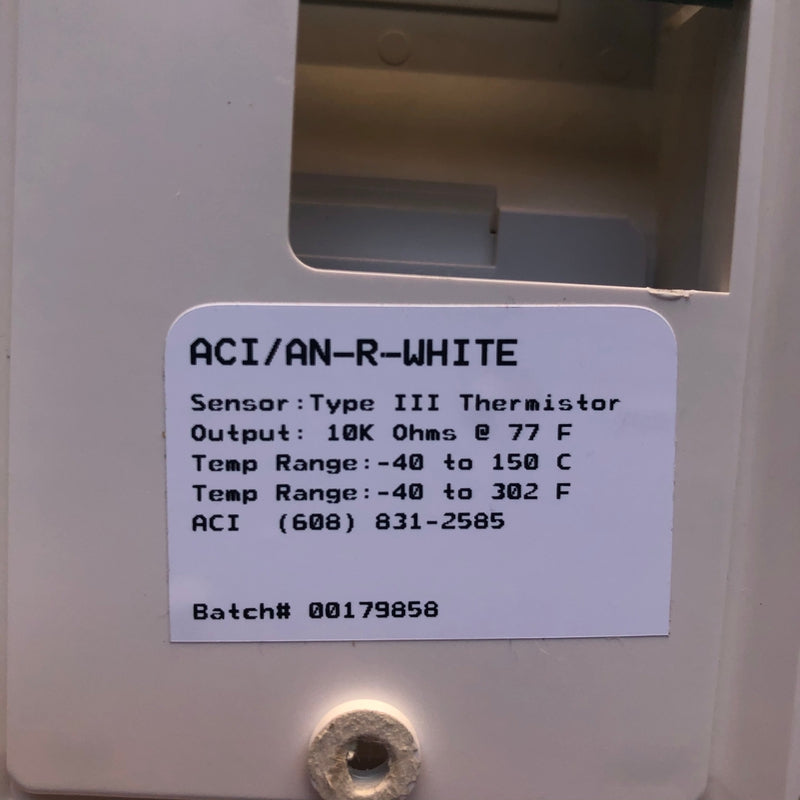 ACI/AN-R-WHITE
Sensor:Type III Thermistor
Output: 10K Ohms @ 77 F
Temp Range:-40 to 150 C
Temp Range:-40 to 302 F
ACI  (608) 831-2585
Batch# 00179858